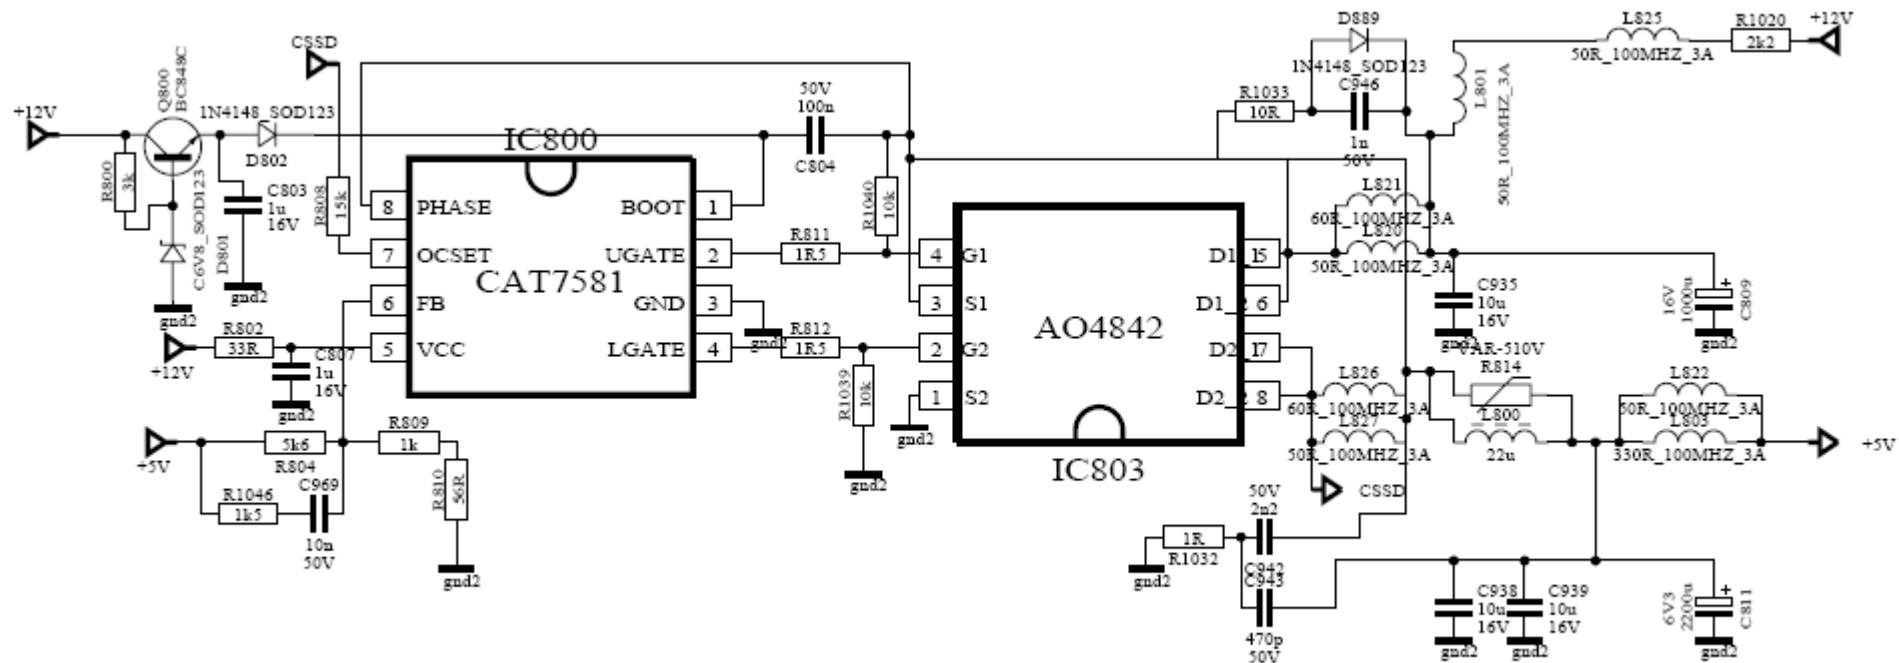 +12V
Q800
BC848C
R800
3k
C6V8_SOD123
D801
gnd2
1N4148_SOD123
D802
C803
1u
16V
gnd2
CSSD
R808
15k
IC800
CAT7581
8 PHASE
7 OCSET
6 FB
5 VCC
BOOT 1
UGATE 2
GND 3
LGATE 4
+12V
R802
33R
C807
1u
16V
gnd2
+5V
5k6
R804
R1046
1k5
C969
10n
50V
R809
1k
R810
56R
gnd2
50V
100n
C804
R1040
10k
R811
1R5
gnd2
R812
1R5
R1039
10k
gnd2
gnd2
4 G1
3 S1
2 G2
1 S2
AO4842
IC803
D1_ 15
D1_ 6
D2_ 17
D2_ 8
R1033
10R
D889
1N4148_SOD123
C946
1n
50V
L801
50R_100MHZ_3A
L825
50R_100MHZ_3A
R1020
2k2
+12V
L821
60R_100MHZ_3A
L820
50R_100MHZ_3A
C935
10u
16V
gnd2
16V
1000u
C809
gnd2
VAR-510V
R814
L826
60R_100MHZ_3A
L827
50R_100MHZ_3A
CSSD
L800
22u
L822
50R_100MHZ_3A
L803
330R_100MHZ_3A
+5V
50V
2n2
C942
1R
R1032
gnd2
C943
470p
50V
C938
10u
16V
gnd2
C939
10u
16V
gnd2
6V3
2200u
C811
gnd2